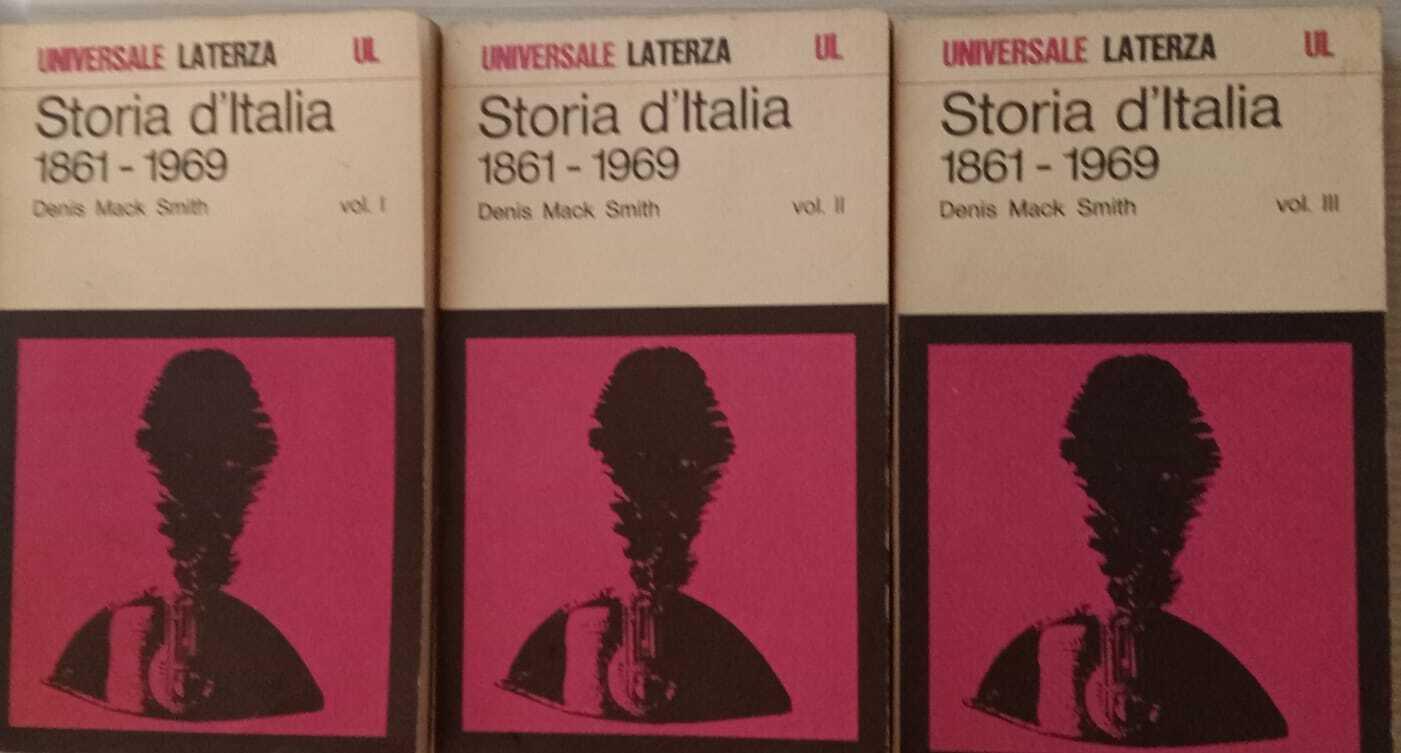 UNIVERSALE LATERZA UL
Storia d'Italia
1861 - 1969
Denis Mack Smith vol. I
UNIVERSALE LATERZA UL
Storia d'Italia
1861 - 1969
Denis Mack Smith vol. II
UNIVERSALE LATERZA UL
Storia d'Italia
1861 - 1969
Denis Mack Smith vol. III